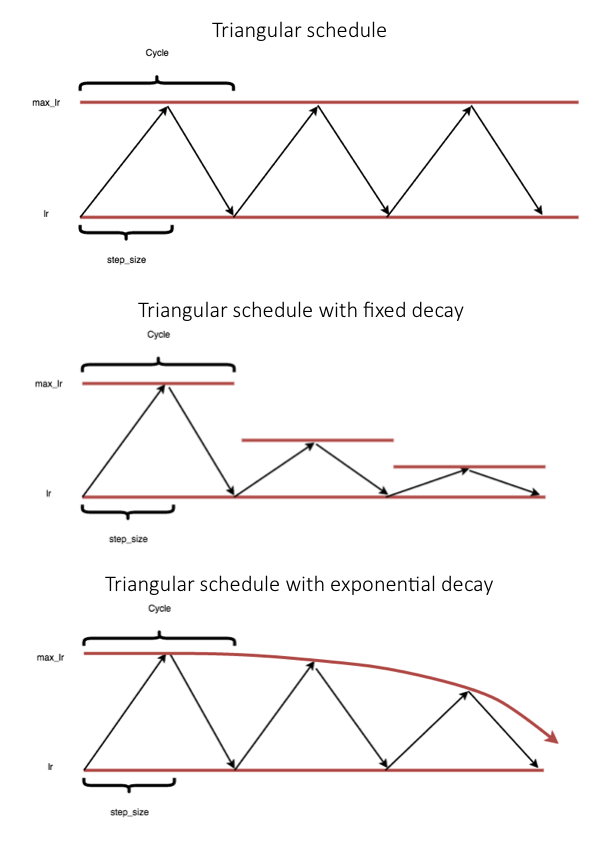 Triangular schedule
Cycle
max_lr
lr
step_size
Triangular schedule with fixed decay
Cycle
max_lr
lr
step_size
Triangular schedule with exponential decay
Cycle
max_lr
lr
step_size